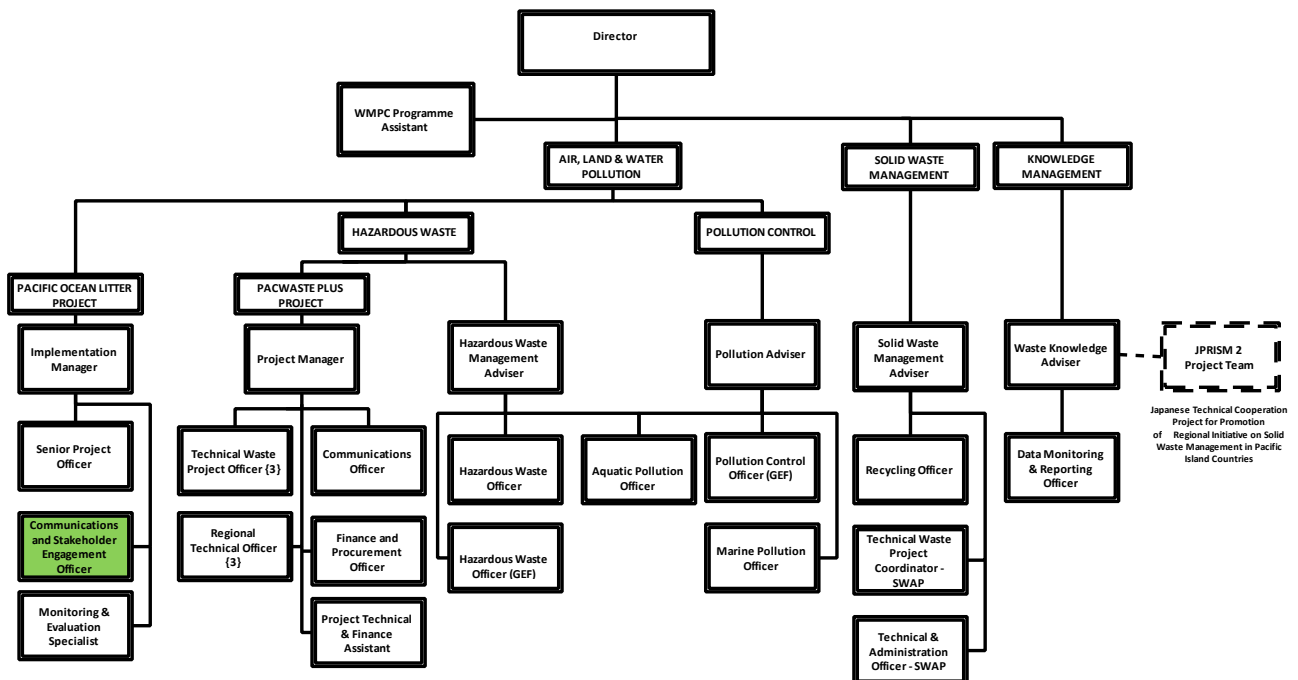 Director
WMPC Programme
Assistant
AIR, LAND & WATER
POLLUTION
SOLID WASTE
MANAGEMENT
KNOWLEDGE
MANAGEMENT
HAZARDOUS WASTE
POLLUTION CONTROL
PACIFIC OCEAN LITTER
PROJECT
PACWASTE PLUS
PROJECT
Implementation
Manager
Project Manager
Hazardous Waste
Management
Adviser
Pollution Adviser
Solid Waste
Management
Adviser
Waste Knowledge
Adviser
JPRISM 2
Project Team
Japanese Technical Cooperation
Project for Promotion
of Regional Initiative on Solid
Waste Management in Pacific
Island Countries
Senior Project
Officer
Technical Waste
Project Officer {3}
Communications
Officer
Hazardous Waste
Officer
Aquatic Pollution
Officer
Pollution Control
Officer (GEF)
Recycling Officer
Data Monitoring
& Reporting
Officer
Communications
and Stakeholder
Engagement
Officer
Regional
Technical Officer
{3}
Finance and
Procurement
Officer
Hazardous Waste
Officer (GEF)
Marine Pollution
Officer
Technical Waste
Project
Coordinator -
SWAP
Monitoring &
Evaluation
Specialist
Project Technical
& Finance
Assistant
Technical &
Administration
Officer - SWAP